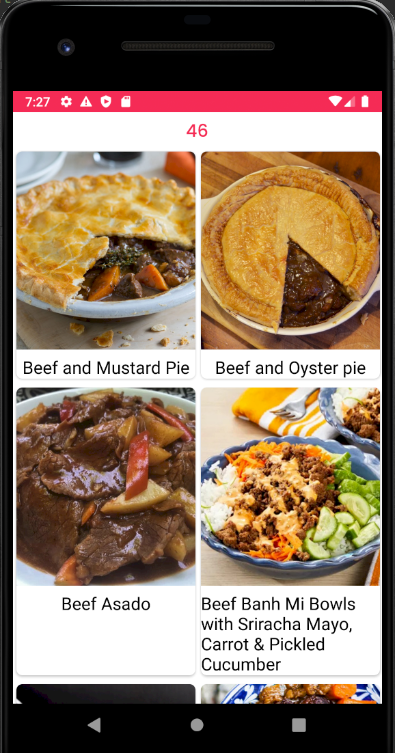 7:27
46
Beef and Mustard Pie
Beef and Oyster pie
Beef Asado
Beef Banh Mi Bowls
with Sriracha Mayo,
Carrot & Pickled
Cucumber